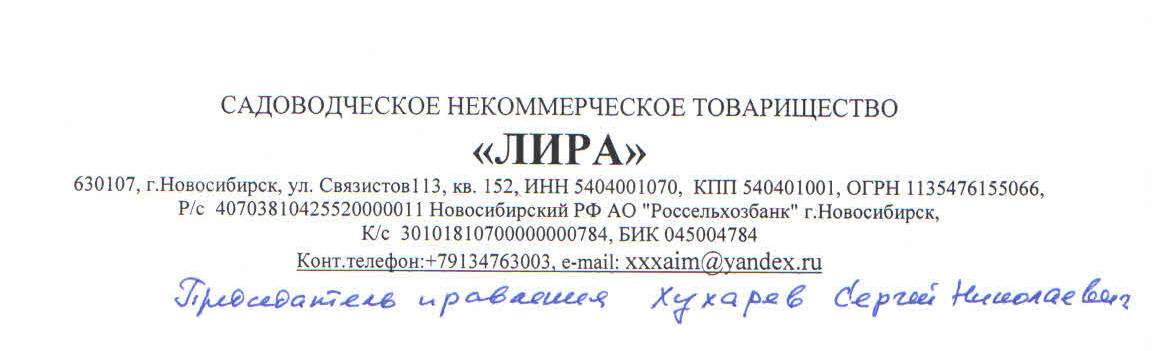 САДОВОДЧЕСКОЕ НЕКОММЕРЧЕСКОЕ ТОВАРИЩЕСТВО
«ЛИРА»
630107, г.Новосибирск, ул. Связистов113, кв. 152, ИНН 5404001070, КПП 540401001, ОГРН 1135476155066,
Р/с 40703810425520000011 Новосибирский РФ АО "Россельхозбанк" г.Новосибирск,
К/с 30101810700000000784, БИК 045004784
Конт.телефон:+79134763003, e-mail: xxxaim@yandex.ru
Председатель правления Хухарев Сергей Николаевич